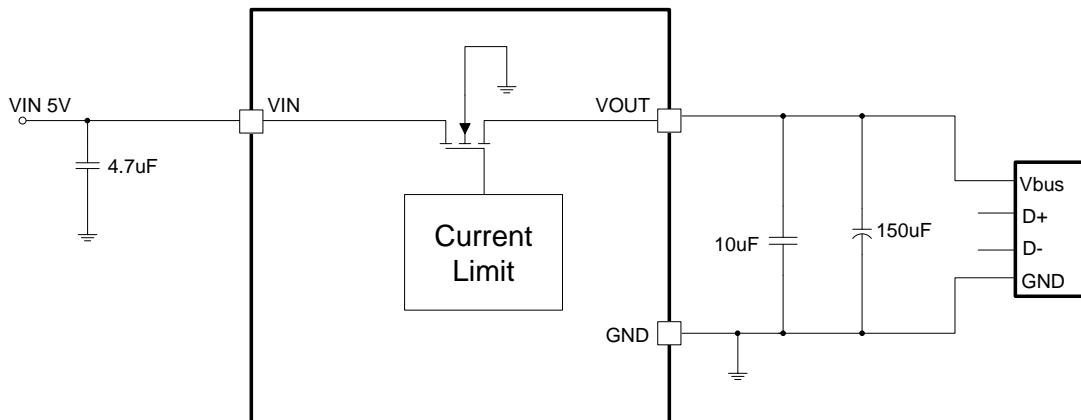 VIN 5V
VIN
VOUT
4.7uF
Current
Limit
10uF
150uF
Vbus
D+
D-
GND
GND